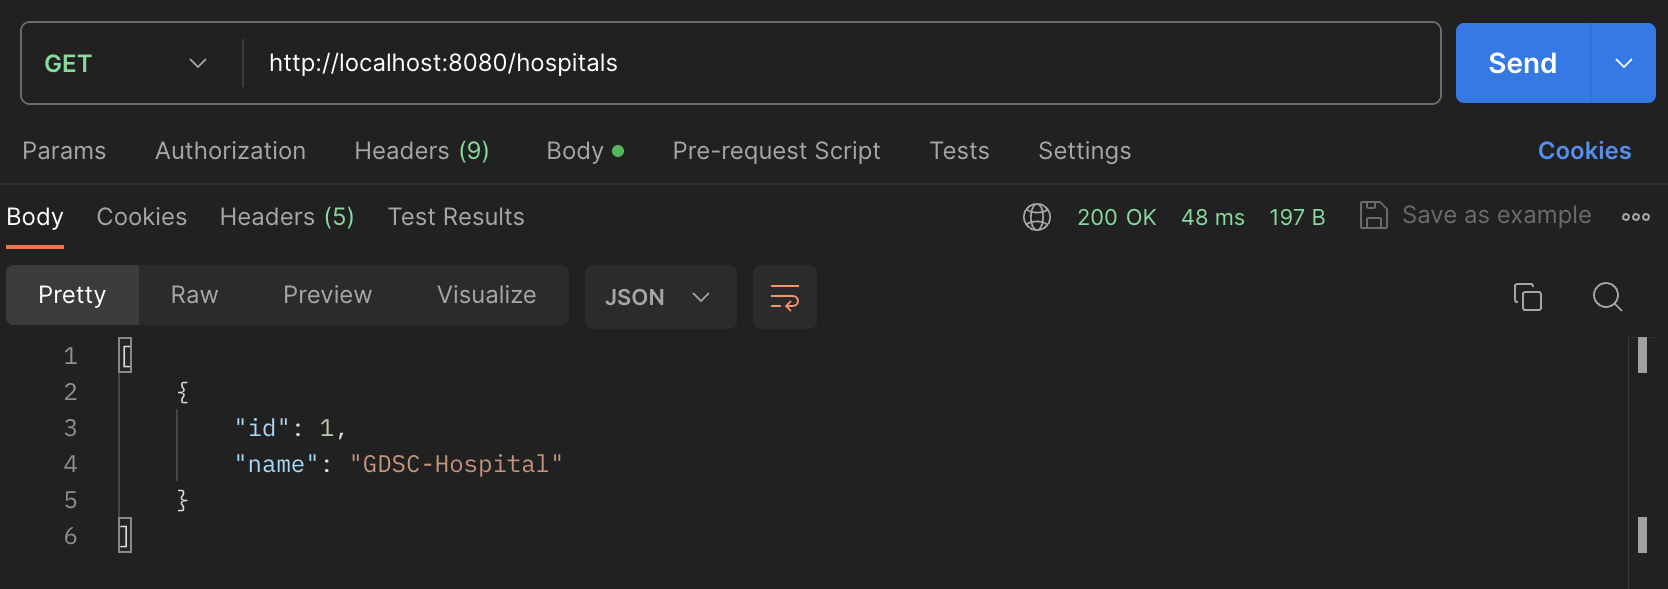 GET http://localhost:8080/hospitals Send
Params Authorization Headers (9) Body Pre-request Script Tests Settings Cookies
Body Cookies Headers (5) Test Results 200 OK 48 ms 197 B Save as example
Pretty Raw Preview Visualize JSON
1 [
2 {
3 "id": 1,
4 "name": "GDSC-Hospital"
5 }
6 ]